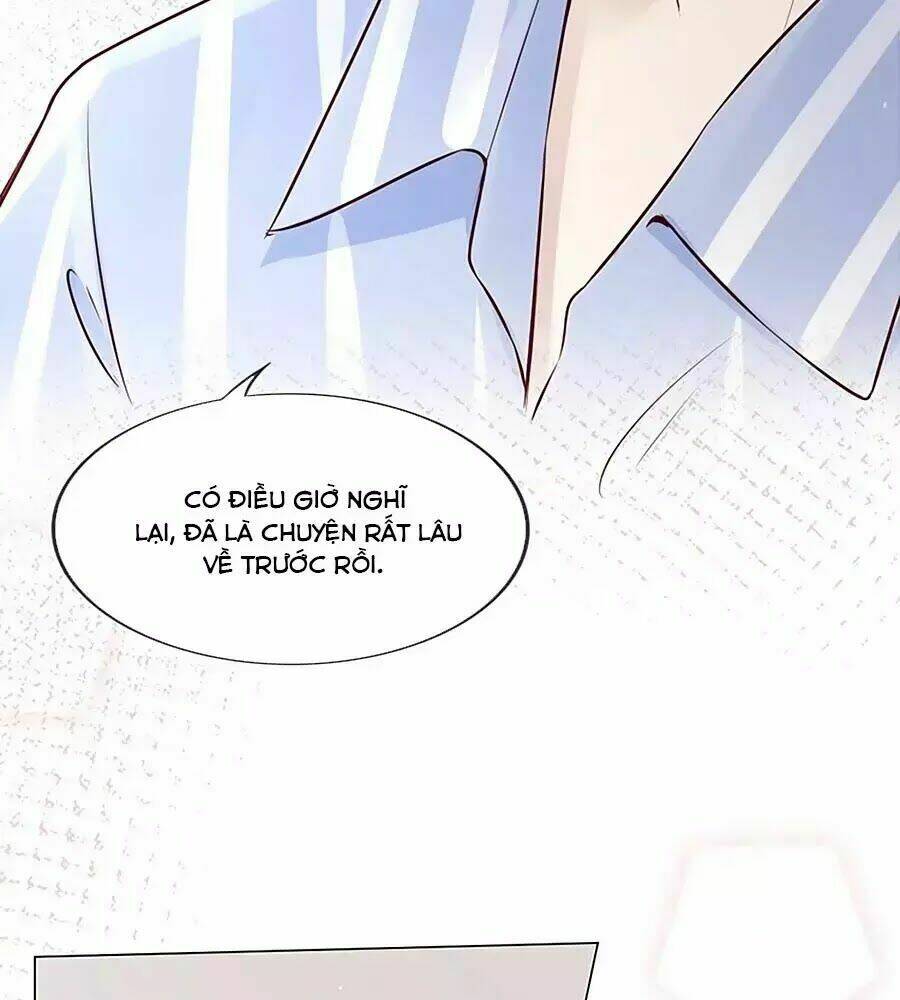 CÓ ĐIỀU GIỜ NGHĨ
LẠI, ĐÃ LÀ CHUYỆN RẤT LÂU
VỀ TRƯỚC RỒI.